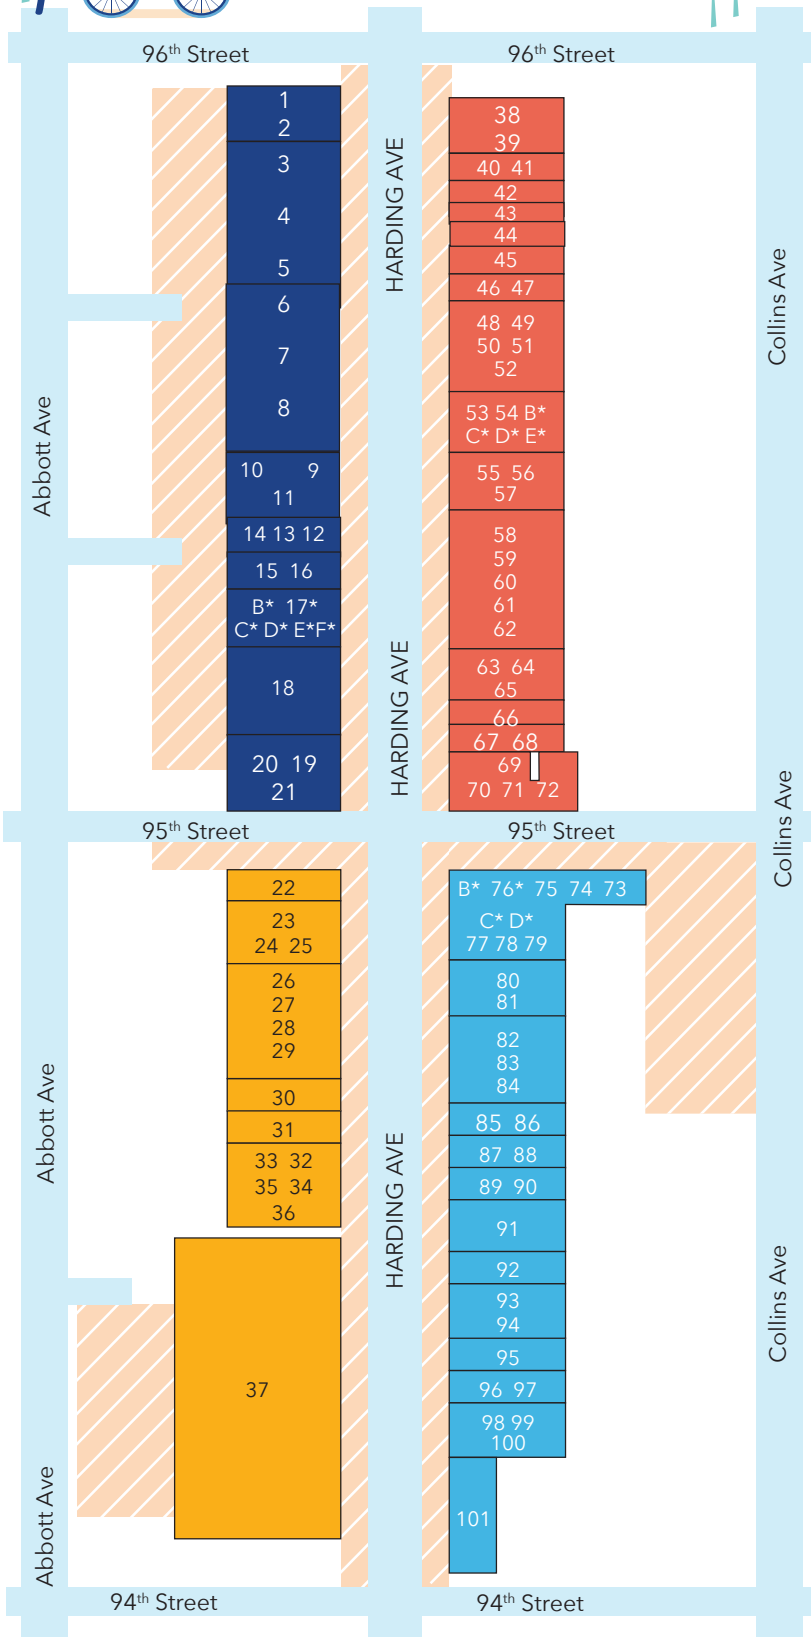 96th Street
96th Street
HARDING AVE
Collins Ave
Abbott Ave
1
2
3
4
5
6
7
8
10 9
11
14 13 12
15 16
B* 17*
C* D* E*F*
18
20 19
21
38
39
40 41
42
43
44
45
46 47
48 49
50 51
52
53 54 B*
C* D* E*
55 56
57
58
59
60
61
62
63 64
65
66
67 68
69
70 71 72
HARDING AVE
Collins Ave
95th Street
95th Street
22
23
24 25
26
27
28
29
30
31
33 32
35 34
36
37
B* 76* 75 74 73
C* D*
77 78 79
80
81
82
83
84
85 86
87 88
89 90
91
92
93
94
95
96 97
98 99
100
101
Abbott Ave
HARDING AVE
Collins Ave
Abbott Ave
94th Street
94th Street